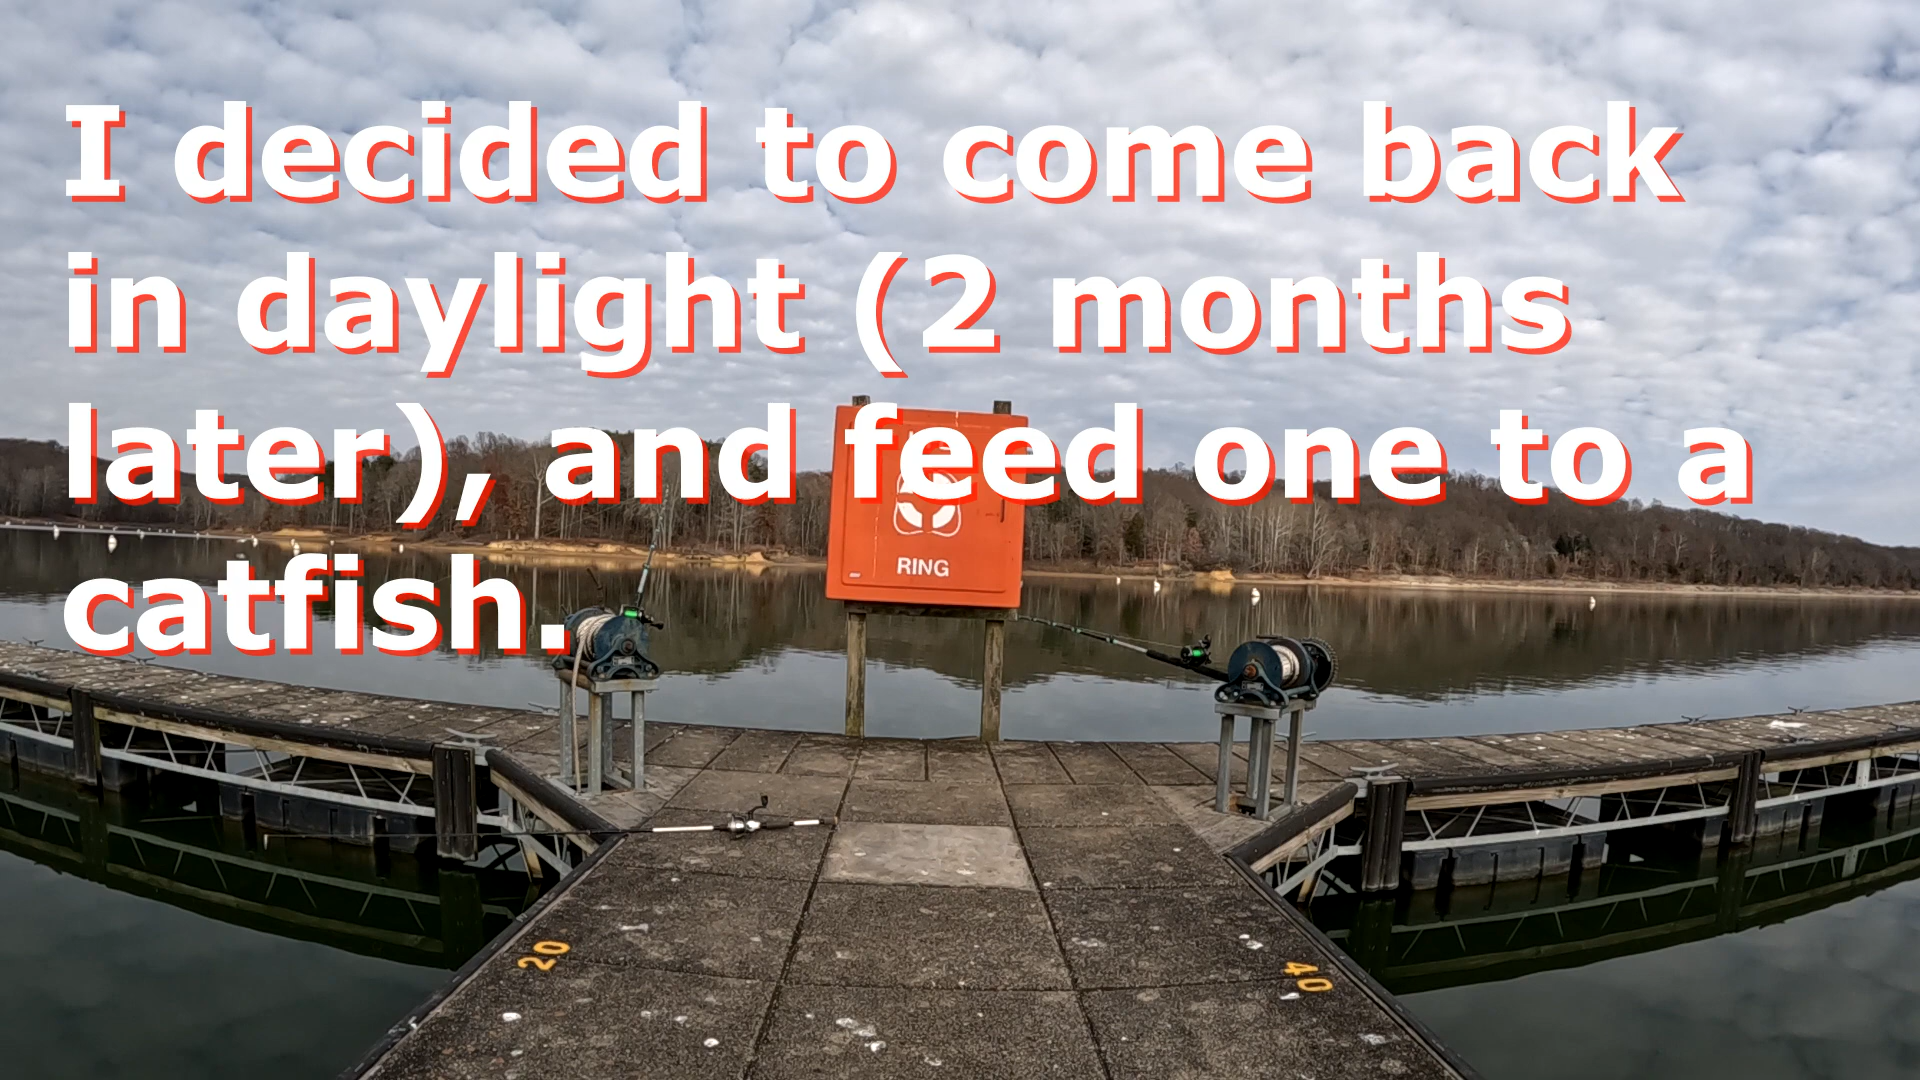 I decided to come back
in daylight (2 months
later), and feed one to a
catfish.
RING
20
40